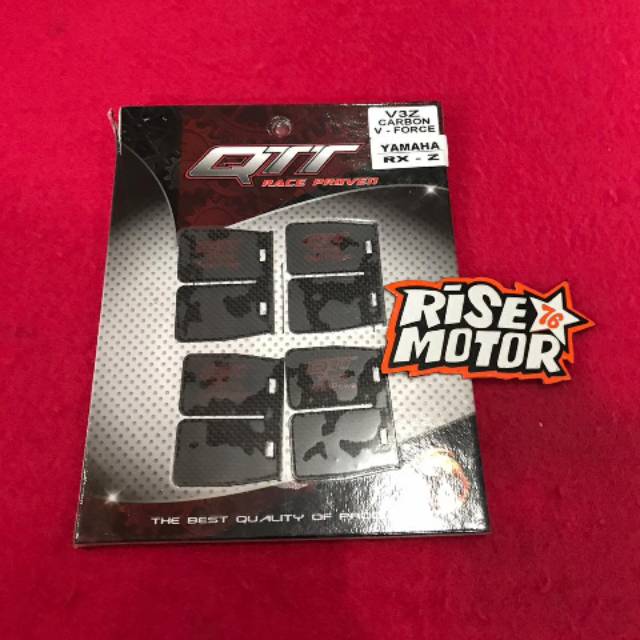 V3Z
CARBON
V - FORCE
YAMAHA
RX - Z
QTT
RACE PROVEN
RiSE
76
MOTOR
THE BEST QUALITY OF